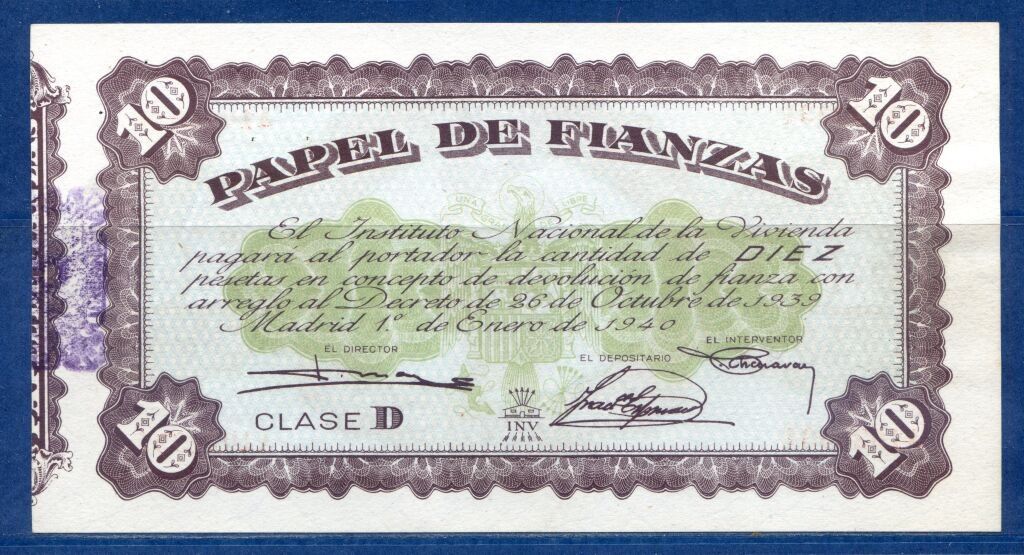 10 10
PAPEL DE FIANZAS
UNA LIBRE
El Instituto Nacional de la Vivienda
pagará al portador la cantidad de DIEZ
pesetas en concepto de devolución de fianza con
arreglo al Decreto de 26 de Octubre de 1939
Madrid 1.º de Enero de 1940
EL DIRECTOR EL DEPOSITARIO EL INTERVENTOR
CLASE D
INV
10 10